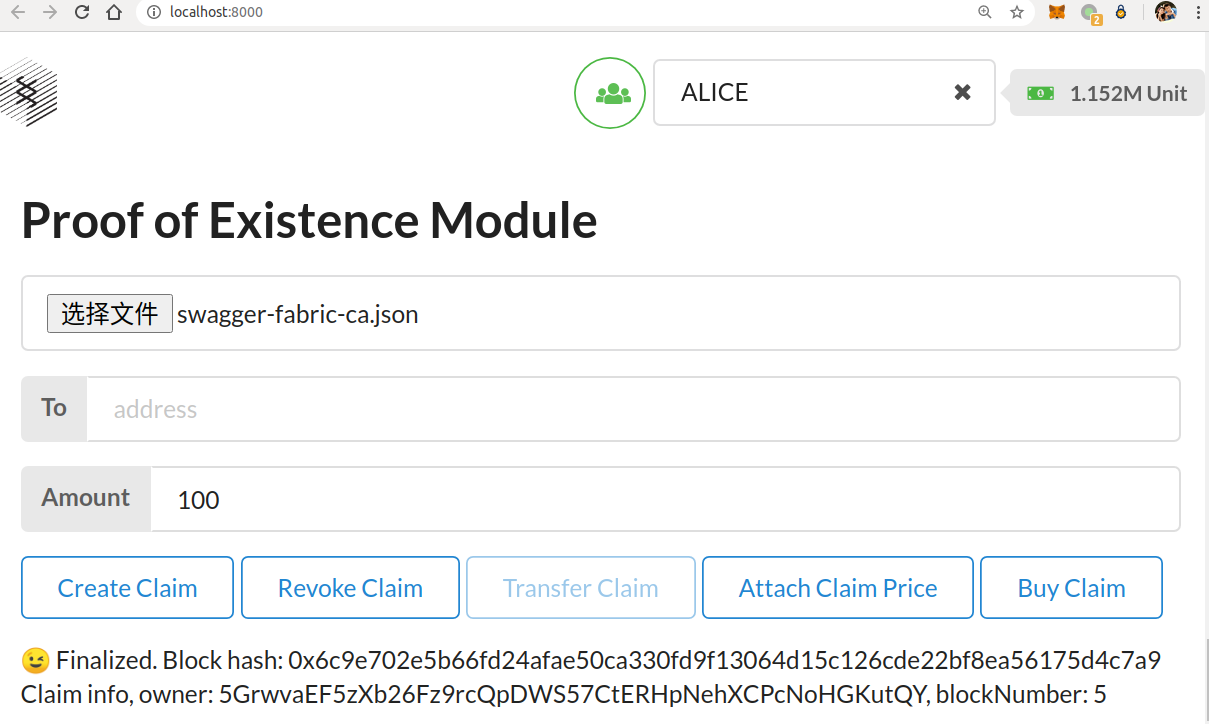 localhost:8000
2
ALICE
1.152M Unit
Proof of Existence Module
选择文件 swagger-fabric-ca.json
To address
Amount 100
Create Claim Revoke Claim Transfer Claim Attach Claim Price Buy Claim
😉 Finalized. Block hash: 0x6c9e702e5b66fd24afae50ca330fd9f13064d15c126cde22bf8ea56175d4c7a9
Claim info, owner: 5GrwvaEF5zXb26Fz9rcQpDWS57CtERHpNehXCPcNoHGKutQY, blockNumber: 5